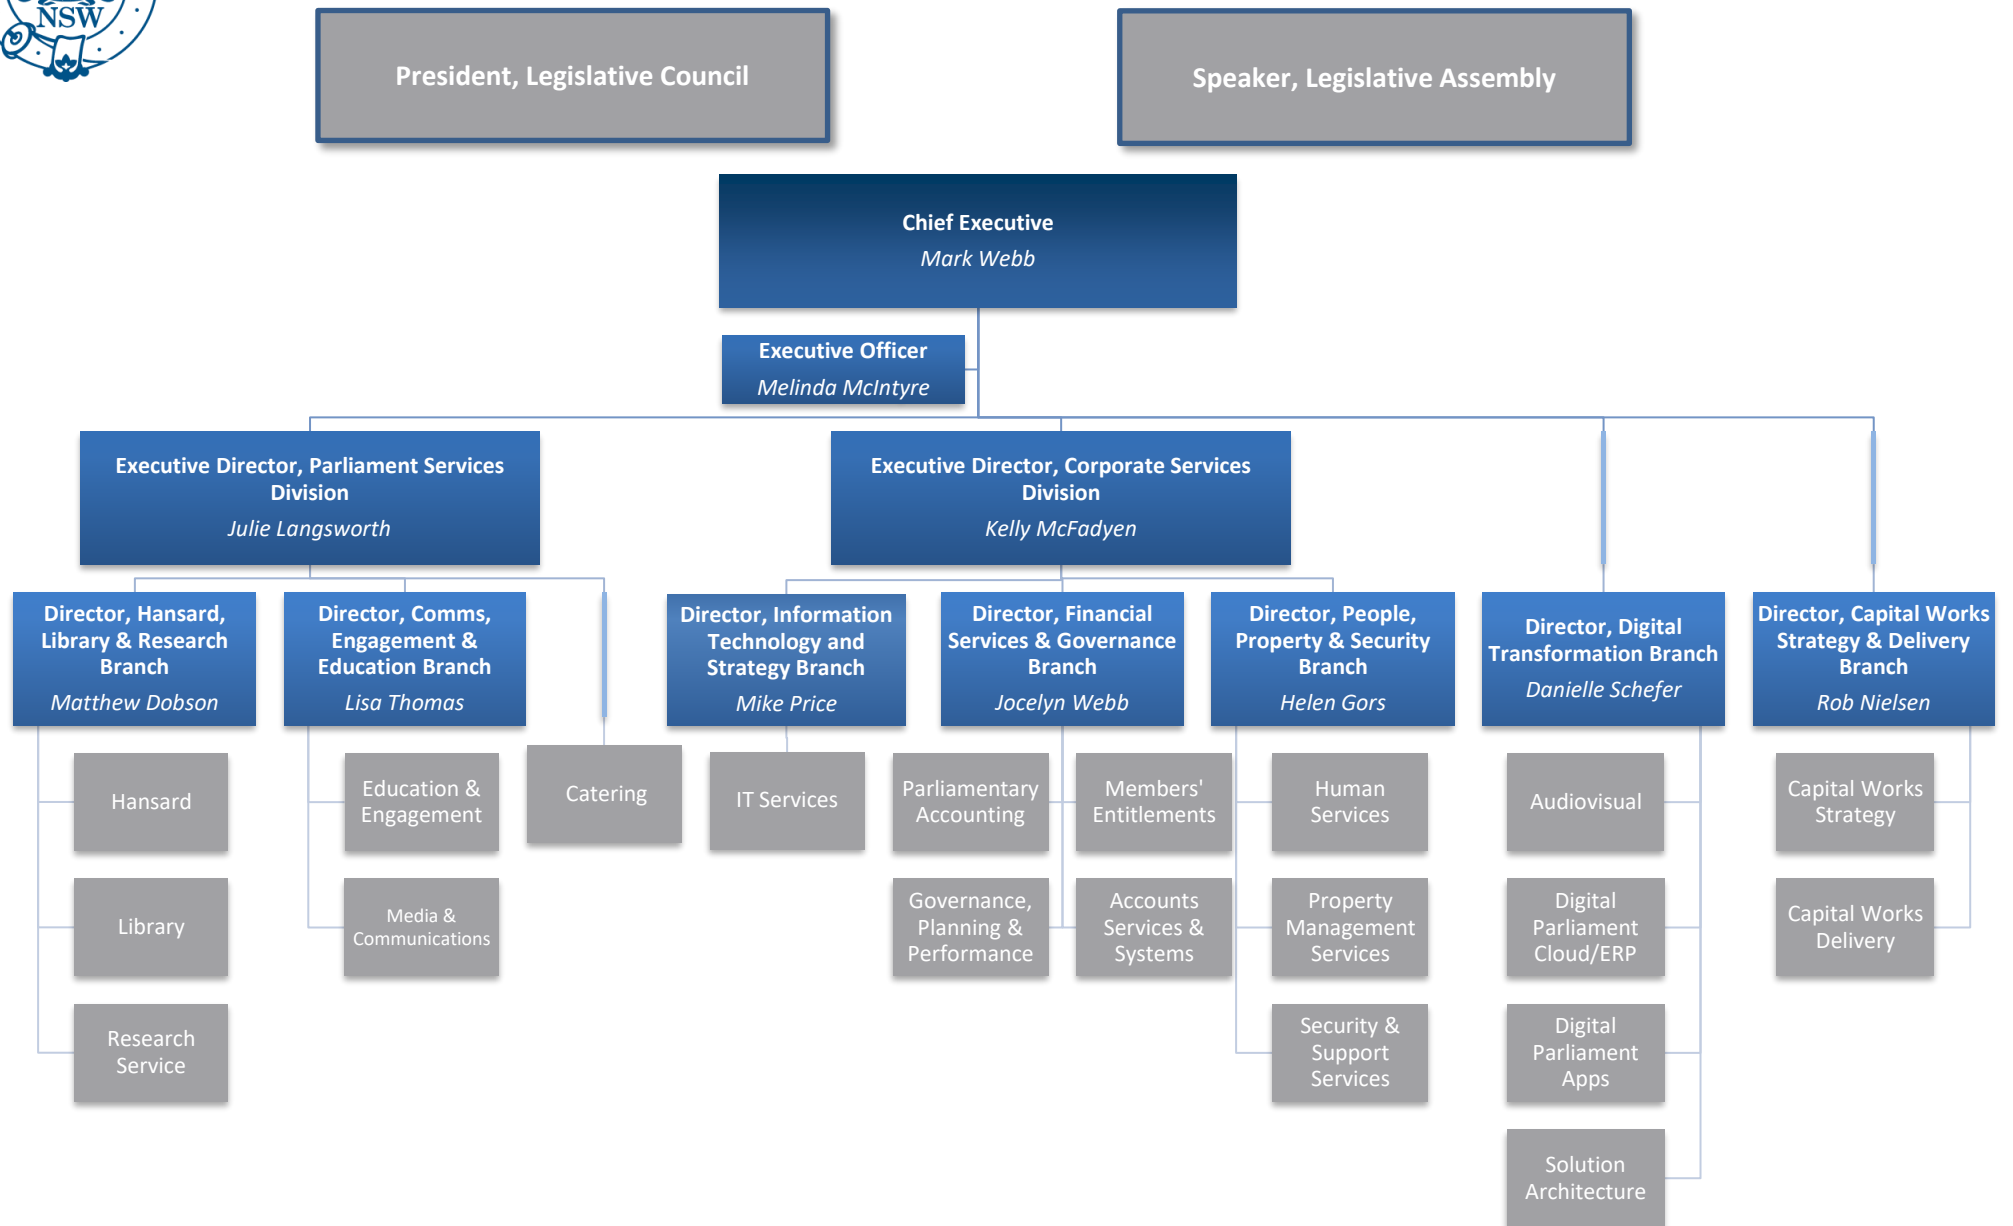 NSW
President, Legislative Council
Speaker, Legislative Assembly
Chief Executive
Mark Webb
Executive Officer
Melinda McIntyre
Executive Director, Parliament Services
Division
Julie Langsworth
Executive Director, Corporate Services
Division
Kelly McFadyen
Director, Hansard,
Library & Research
Branch
Matthew Dobson
Director, Comms,
Engagement &
Education Branch
Lisa Thomas
Director, Information
Technology and
Strategy Branch
Mike Price
Director, Financial
Services & Governance
Branch
Jocelyn Webb
Director, People,
Property & Security
Branch
Helen Gors
Director, Digital
Transformation Branch
Danielle Schefer
Director, Capital Works
Strategy & Delivery
Branch
Rob Nielsen
Hansard
Library
Research
Service
Education &
Engagement
Media &
Communications
Catering
IT Services
Parliamentary
Accounting
Members'
Entitlements
Governance,
Planning &
Performance
Accounts
Services &
Systems
Human
Services
Property
Management
Services
Security &
Support
Services
Audiovisual
Digital
Parliament
Cloud/ERP
Digital
Parliament
Apps
Solution
Architecture
Capital Works
Strategy
Capital Works
Delivery